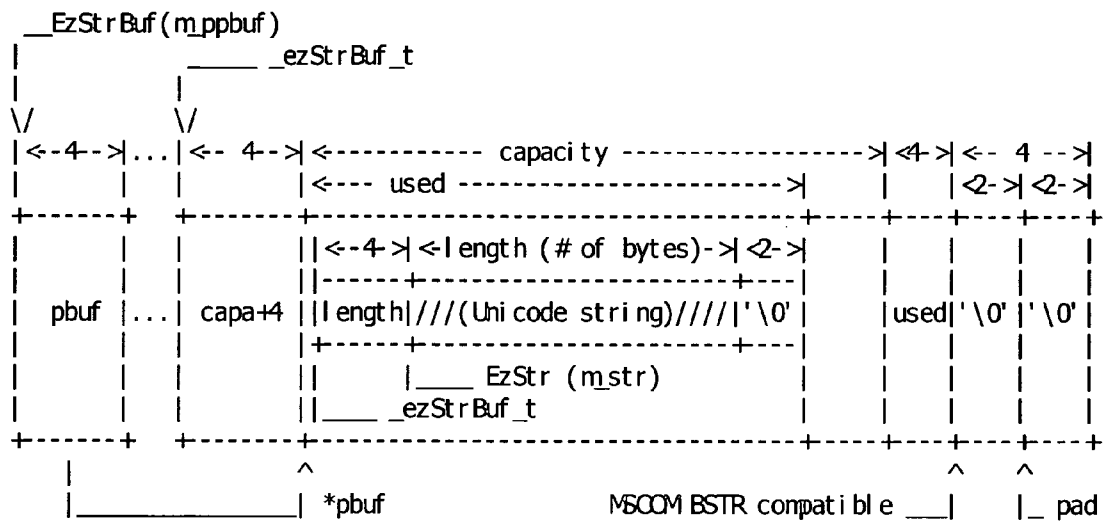 __EzStrBuf(m_ppbuf)
_____ _ezStrBuf_t
|<--4-->|...|<-- 4-->|<------------ capacity ------------------>|<4->|<-- 4 -->|
|<---- used ----------------------->| |<2->|<2->|
|<--4->|<-length (# of bytes)->|<2->|
| pbuf |...| capa+4 ||length|///(Unicode string)////|'\0'| |used|'\0'|'\0'|
|____ EzStr (m_str)
|____ _ezStrBuf_t
|______________| *pbuf MSCOM BSTR compatible ___| |_ pad